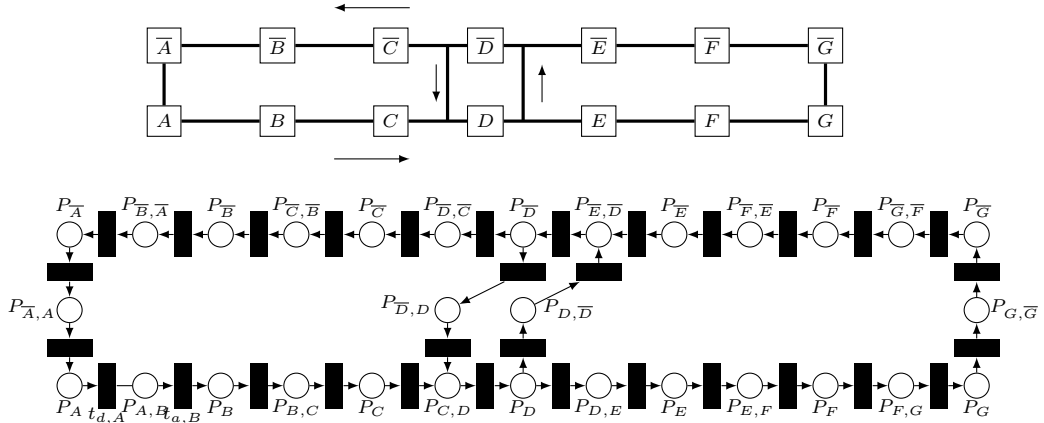 A̅ B̅ C̅ D̅ E̅ F̅ G̅
A B C D E F G
P_A̅ P_B̅,A̅ P_B̅ P_C̅,B̅ P_C̅ P_D̅,C̅ P_D̅ P_E̅,D̅ P_E̅ P_F̅,E̅ P_F̅ P_G̅,F̅ P_G̅
P_A̅,A P_D̅,D P_D,D̅ P_G,G̅
P_A t_d,A P_A,B t_a,B P_B P_B,C P_C P_C,D P_D P_D,E P_E P_E,F P_F P_F,G P_G